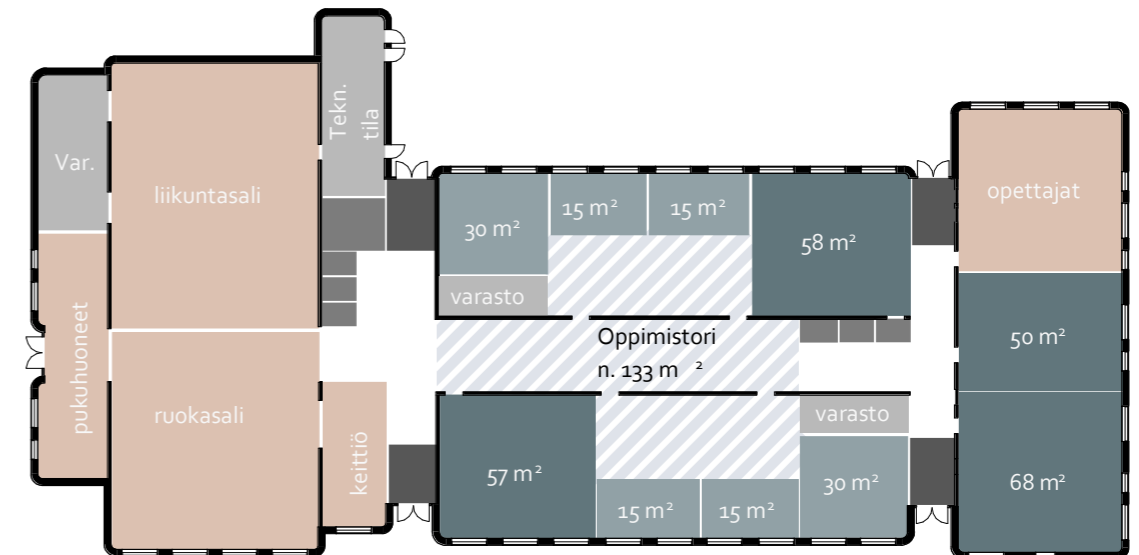 Tekn.
tila
Var.
liikuntasali
30 m²
15 m²
15 m²
58 m²
opettajat
varasto
pukuhuoneet
Oppimistori
n. 133 m ²
50 m²
ruokasali
keittiö
57 m²
varasto
30 m²
68 m²
15 m²
15 m²